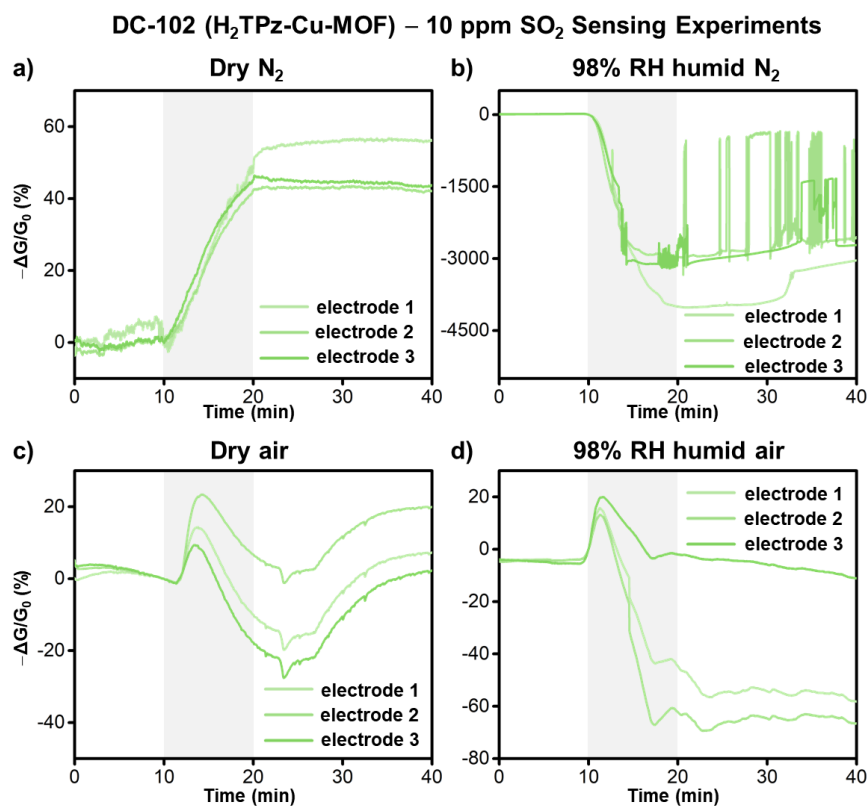 DC-102 (H₂TPz-Cu-MOF) – 10 ppm SO₂ Sensing Experiments
a) Dry N₂
60
40
20
0
−ΔG/G₀ (%)
electrode 1
electrode 2
electrode 3
0 10 20 30 40
Time (min)
b) 98% RH humid N₂
0
-1500
-3000
-4500
electrode 1
electrode 2
electrode 3
0 10 20 30 40
Time (min)
c) Dry air
20
0
-20
-40
−ΔG/G₀ (%)
electrode 1
electrode 2
electrode 3
0 10 20 30 40
Time (min)
d) 98% RH humid air
20
0
-20
-40
-60
-80
electrode 1
electrode 2
electrode 3
0 10 20 30 40
Time (min)